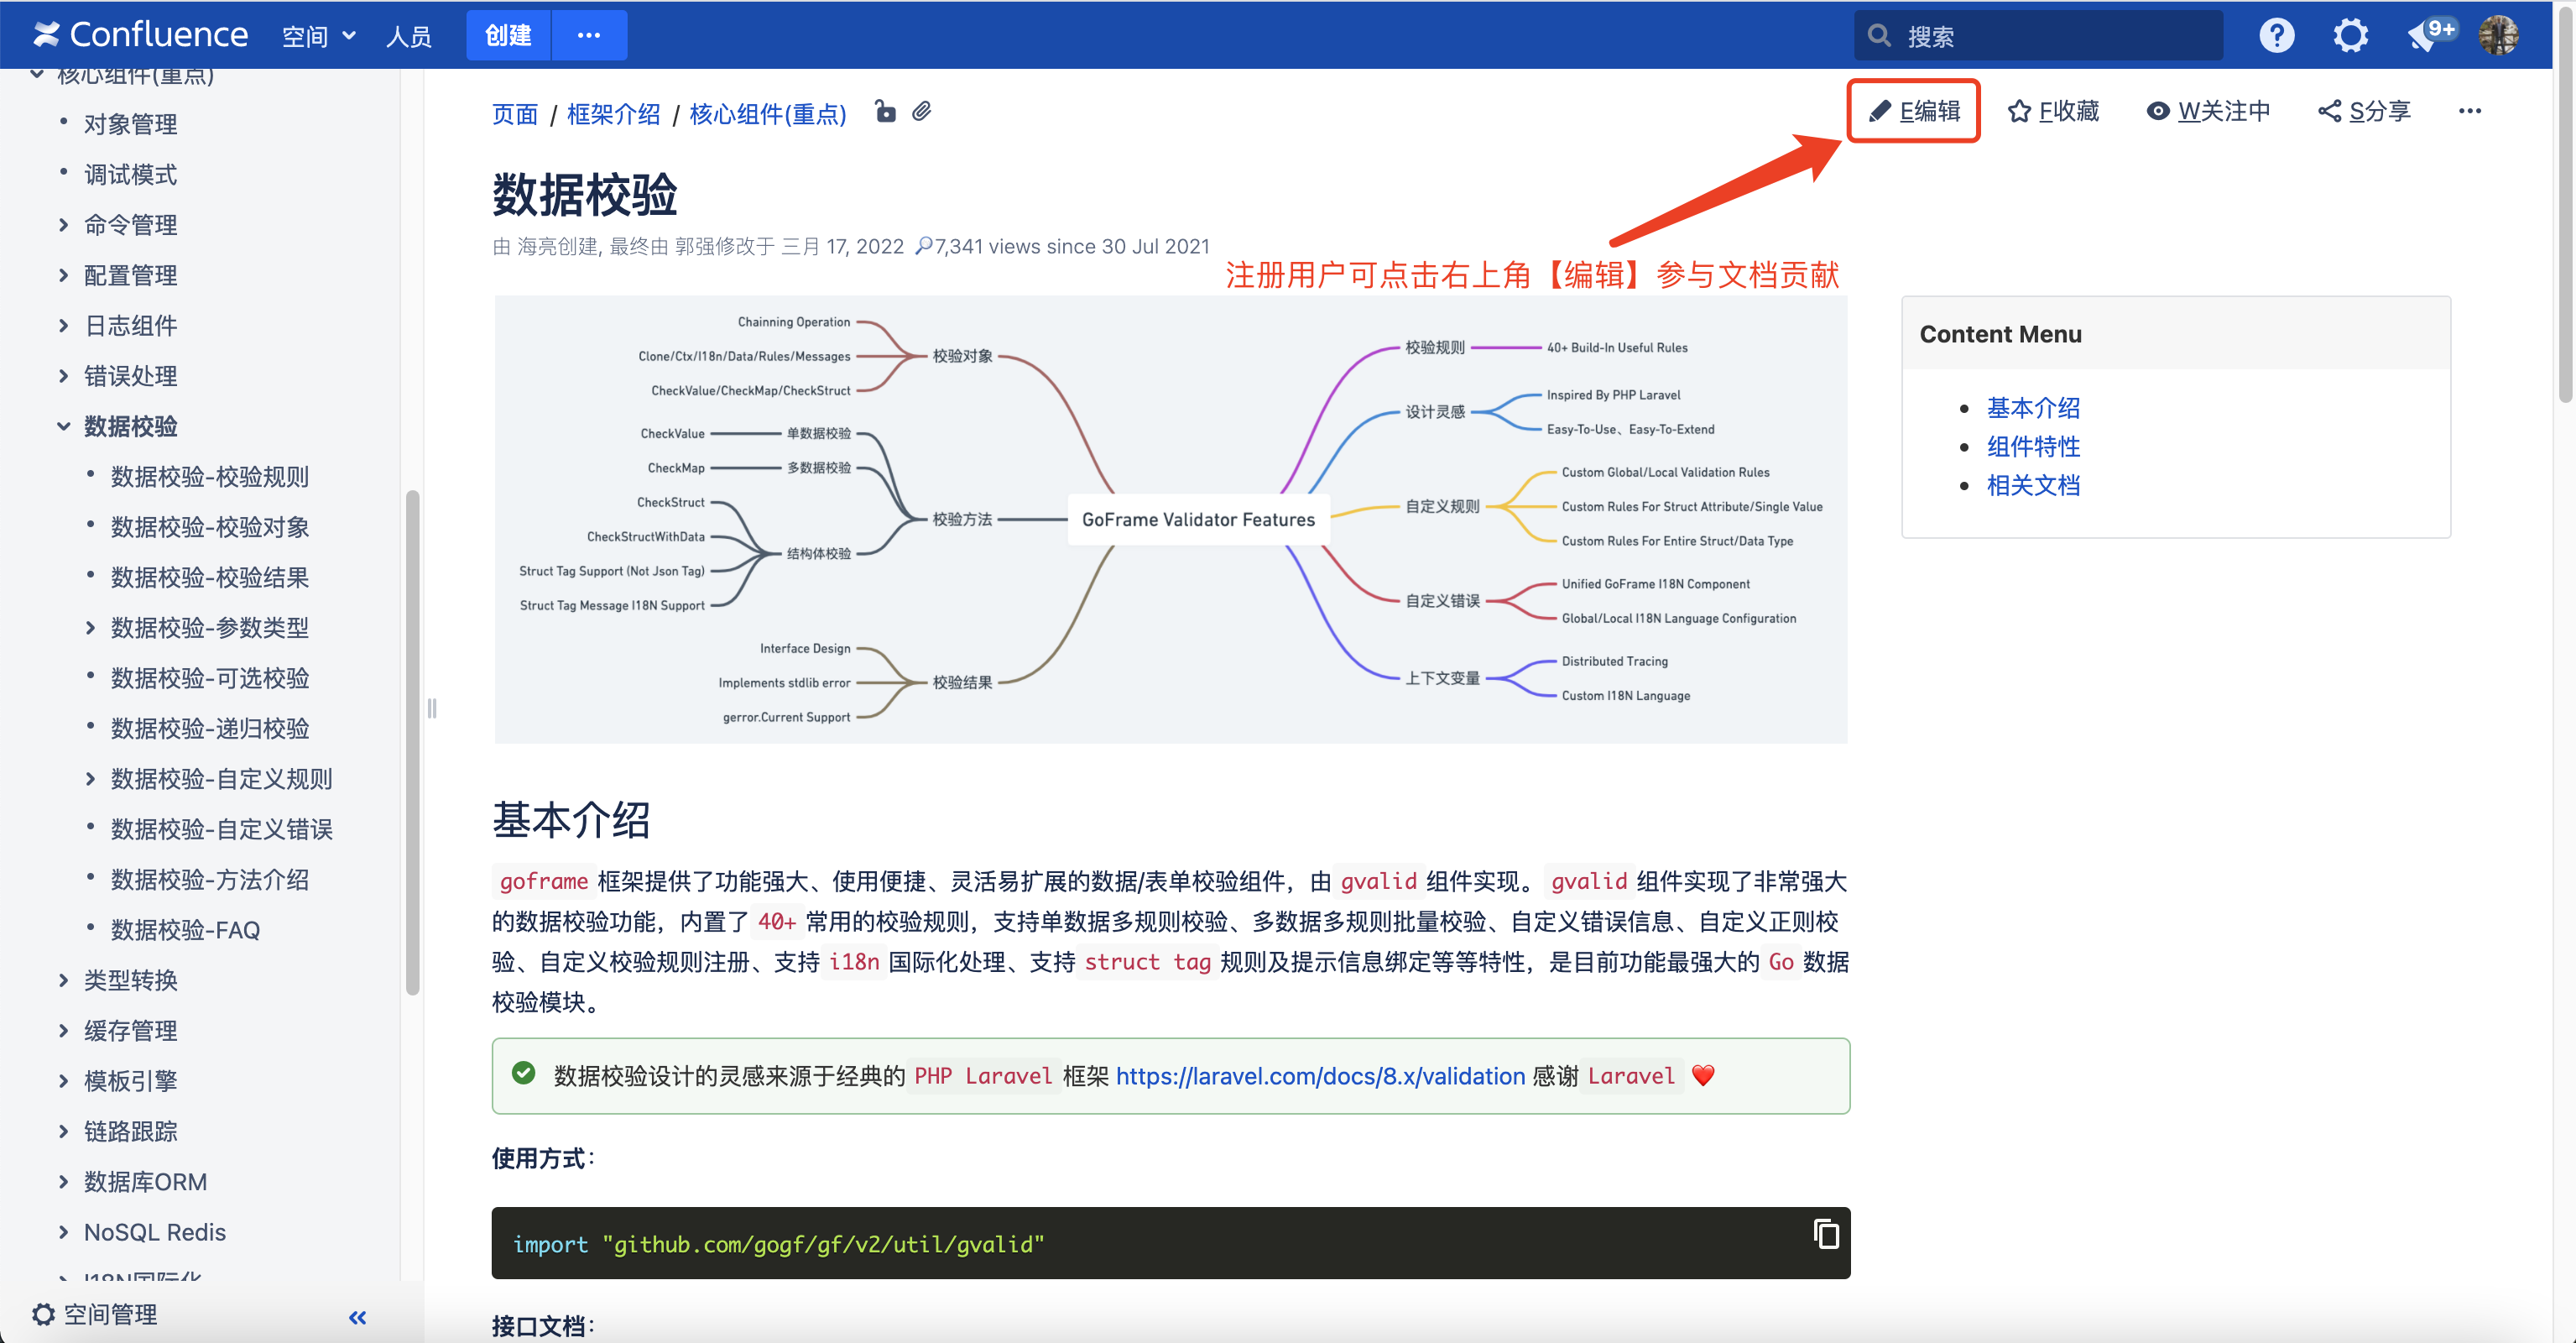 Confluence 空间 人员 创建 ··· 搜索 9+
核心组件(重点)
对象管理
调试模式
命令管理
配置管理
日志组件
错误处理
数据校验
数据校验-校验规则
数据校验-校验对象
数据校验-校验结果
数据校验-参数类型
数据校验-可选校验
数据校验-递归校验
数据校验-自定义规则
数据校验-自定义错误
数据校验-方法介绍
数据校验-FAQ
类型转换
缓存管理
模板引擎
链路跟踪
数据库ORM
NoSQL Redis
I18N国际化
空间管理
页面 / 框架介绍 / 核心组件(重点)
E编辑 F收藏 W关注中 S分享 ···
数据校验
由 海亮创建, 最终由 郭强修改于 三月 17, 2022 7,341 views since 30 Jul 2021
注册用户可点击右上角【编辑】参与文档贡献
Chainning Operation
Clone/Ctx/I18n/Data/Rules/Messages
CheckValue/CheckMap/CheckStruct
校验对象
CheckValue
单数据校验
CheckMap
多数据校验
CheckStruct
CheckStructWithData
Struct Tag Support (Not Json Tag)
Struct Tag Message I18N Support
结构体校验
校验方法
Interface Design
Implements stdlib error
gerror.Current Support
校验结果
GoFrame Validator Features
校验规则
40+ Build-In Useful Rules
设计灵感
Inspired By PHP Laravel
Easy-To-Use、Easy-To-Extend
自定义规则
Custom Global/Local Validation Rules
Custom Rules For Struct Attribute/Single Value
Custom Rules For Entire Struct/Data Type
自定义错误
Unified GoFrame I18N Component
Global/Local I18N Language Configuration
上下文变量
Distributed Tracing
Custom I18N Language
Content Menu
基本介绍
组件特性
相关文档
基本介绍
goframe 框架提供了功能强大、使用便捷、灵活易扩展的数据/表单校验组件，由 gvalid 组件实现。 gvalid 组件实现了非常强大
的数据校验功能，内置了 40+ 常用的校验规则，支持单数据多规则校验、多数据多规则批量校验、自定义错误信息、自定义正则校
验、自定义校验规则注册、支持 i18n 国际化处理、支持 struct tag 规则及提示信息绑定等等特性，是目前功能最强大的 Go 数据
校验模块。
数据校验设计的灵感来源于经典的 PHP Laravel 框架 https://laravel.com/docs/8.x/validation 感谢 Laravel ❤️
使用方式：
import "github.com/gogf/gf/v2/util/gvalid"
接口文档：